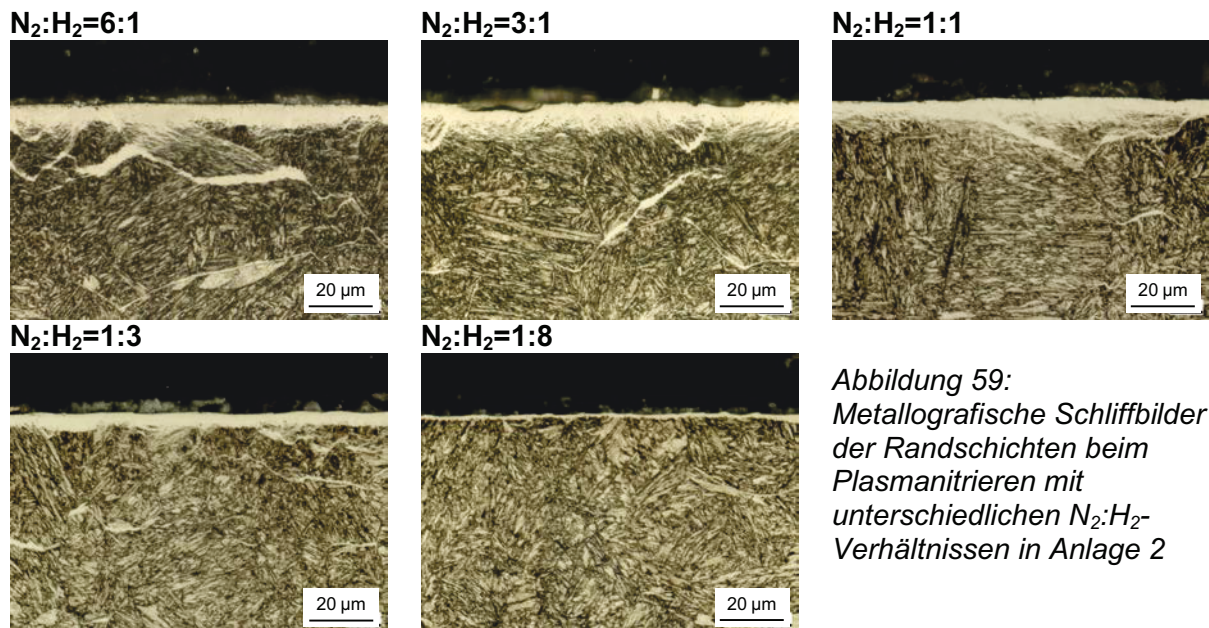 N₂:H₂=6:1
N₂:H₂=3:1
N₂:H₂=1:1
20 µm
20 µm
20 µm
N₂:H₂=1:3
N₂:H₂=1:8
20 µm
20 µm
Abbildung 59:
Metallografische Schliffbilder
der Randschichten beim
Plasmanitrieren mit
unterschiedlichen N₂:H₂-
Verhältnissen in Anlage 2